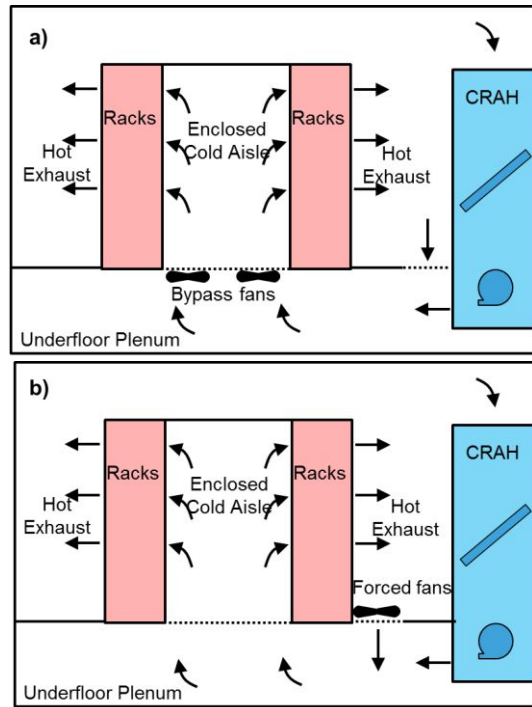 a)
CRAH
Racks
Enclosed
Cold Aisle
Racks
Hot
Exhaust
Hot
Exhaust
Bypass fans
Underfloor Plenum
b)
CRAH
Racks
Enclosed
Cold Aisle
Racks
Hot
Exhaust
Hot
Exhaust
Forced fans
Underfloor Plenum